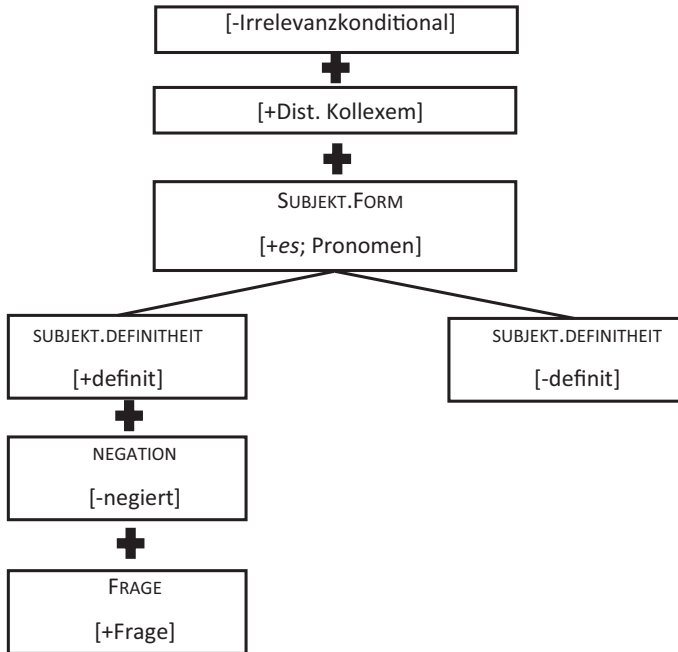 [-Irrelevanzkonditional]
[+Dist. Kollexem]
SUBJEKT.FORM
[+es; Pronomen]
SUBJEKT.DEFINITHEIT
[+definit]
SUBJEKT.DEFINITHEIT
[-definit]
NEGATION
[-negiert]
FRAGE
[+Frage]